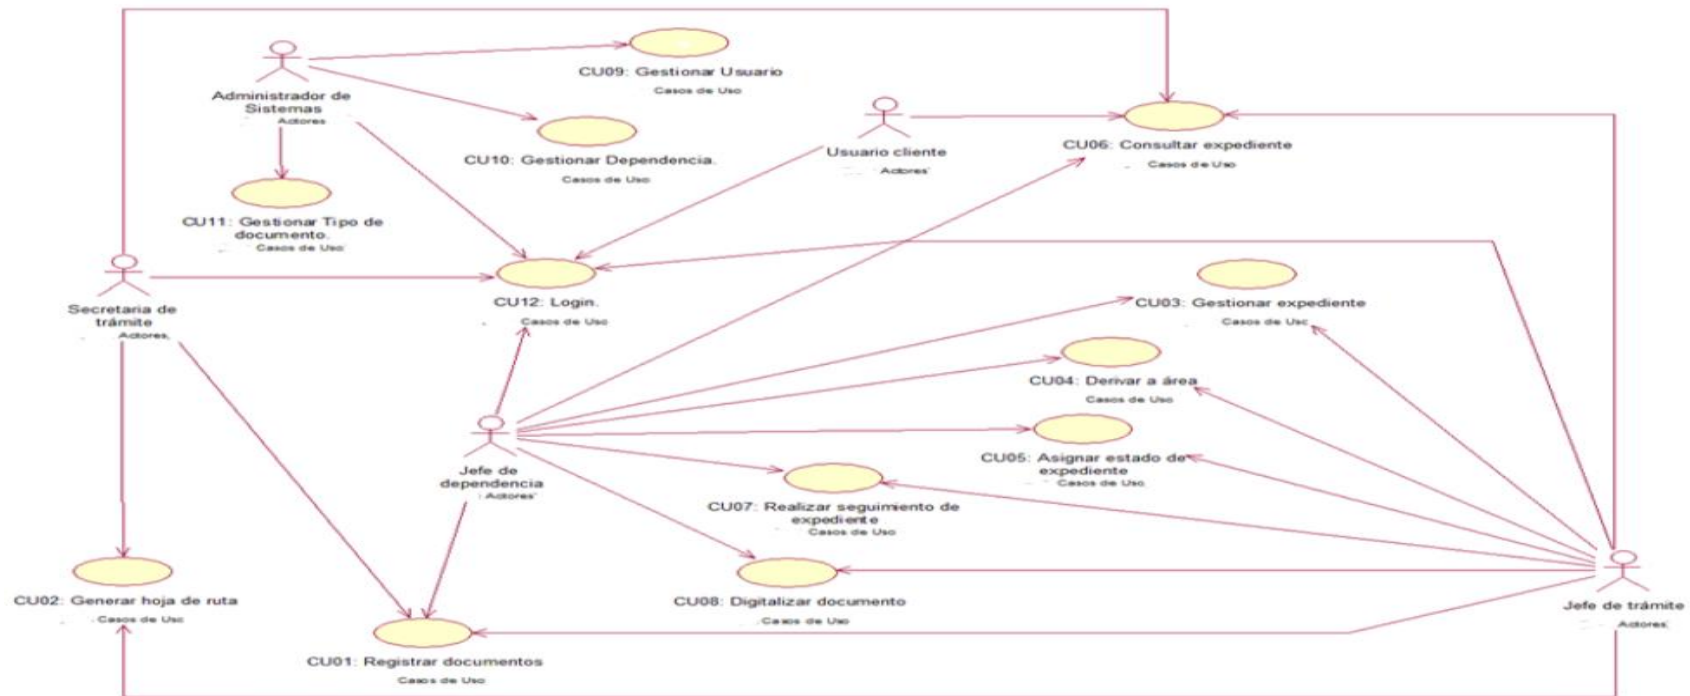 CU09: Gestionar Usuario
Casos de Uso
Administrador de
Sistemas
Actores
CU10: Gestionar Dependencia.
Casos de Uso
Usuario cliente
Actores
CU06: Consultar expediente
Casos de Uso
CU11: Gestionar Tipo de
documento.
Casos de Uso
Secretaria de
trámite
Actores
CU12: Login.
Casos de Uso
CU03: Gestionar expediente
Casos de Uso
CU04: Derivar a área
Casos de Uso
CU05: Asignar estado de
expediente
Casos de Uso
Jefe de
dependencia
Actores
CU07: Realizar seguimiento de
expediente
Casos de Uso
CU02: Generar hoja de ruta
Casos de Uso
CU08: Digitalizar documento
Casos de Uso
Jefe de trámite
Actores
CU01: Registrar documentos
Casos de Uso